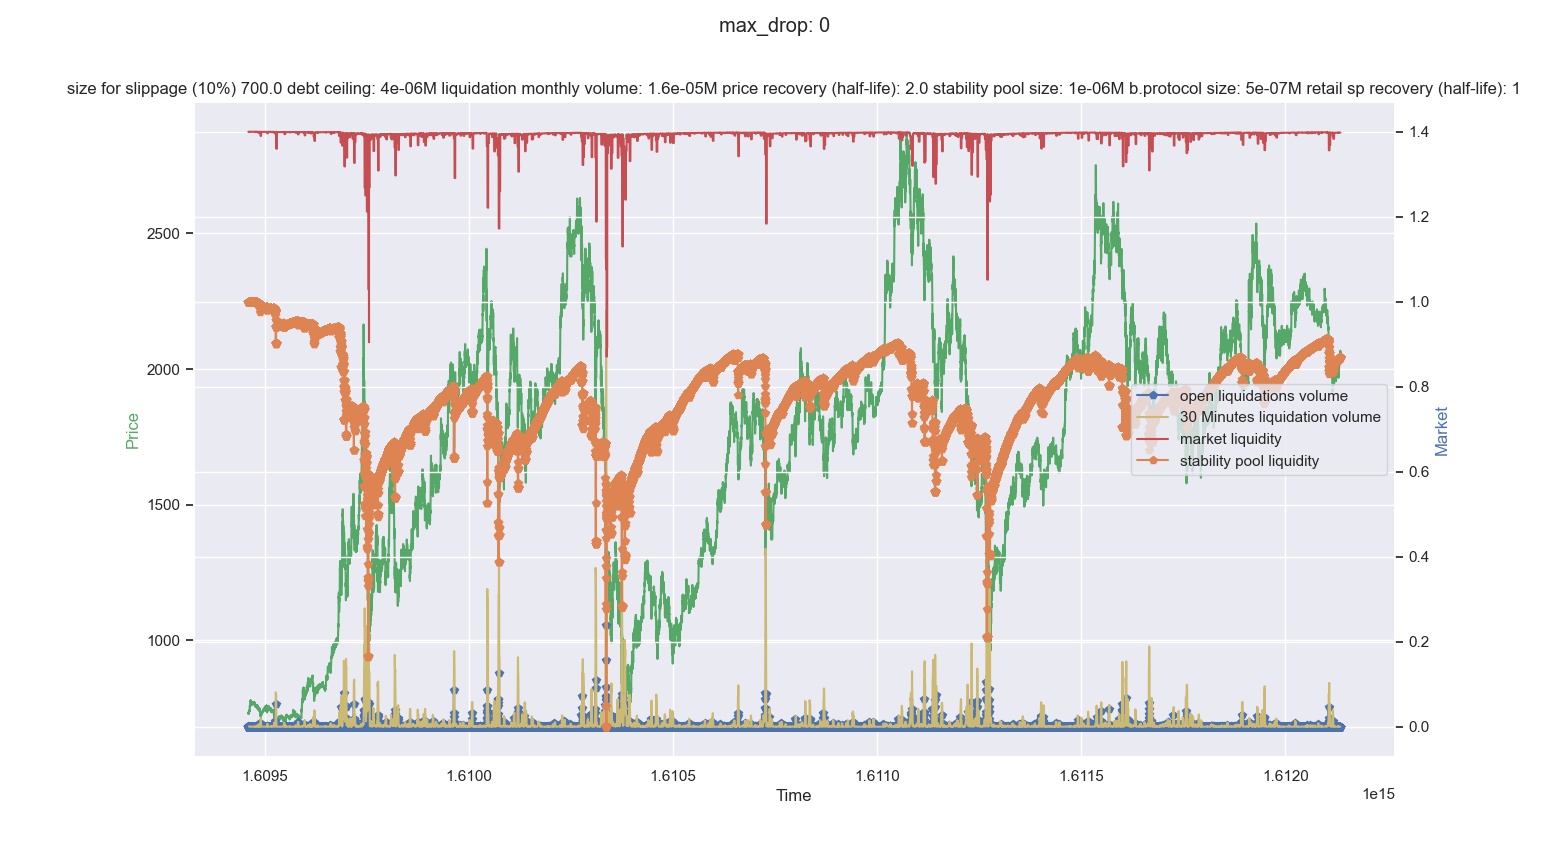 max_drop: 0
size for slippage (10%) 700.0 debt ceiling: 4e-06M liquidation monthly volume: 1.6e-05M price recovery (half-life): 2.0 stability pool size: 1e-06M b.protocol size: 5e-07M retail sp recovery (half-life): 1
2500
2000
1500
1000
Price
1.4
1.2
1.0
0.8
0.6
0.4
0.2
0.0
Market
open liquidations volume
30 Minutes liquidation volume
market liquidity
stability pool liquidity
1.6095
1.6100
1.6105
1.6110
1.6115
1.6120
Time
1e15